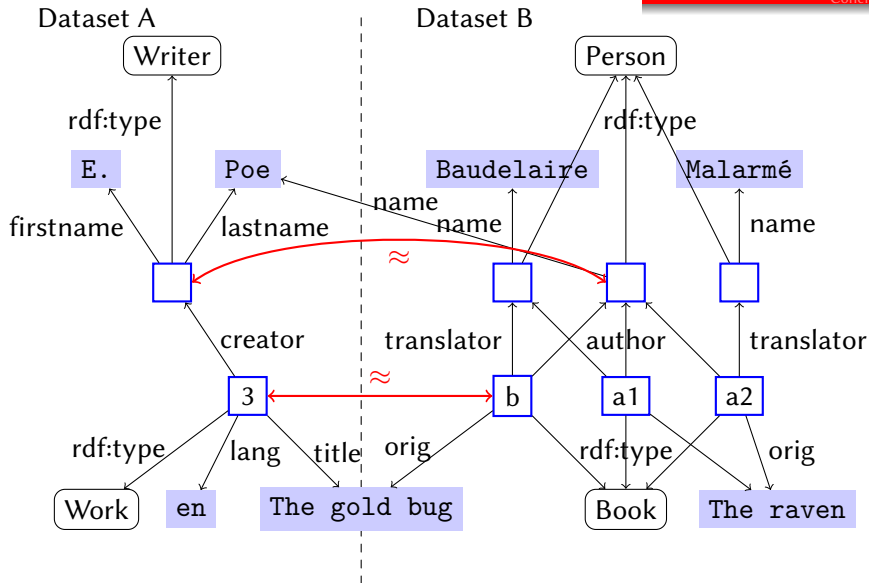 Dataset A
Dataset B
Writer
Person
rdf:type
rdf:type
E.
Poe
Baudelaire
Malarmé
firstname
lastname
name
name
name
≈
creator
translator
author
translator
≈
3
b
a1
a2
rdf:type
lang
title
orig
rdf:type
orig
Work
en
The gold bug
Book
The raven